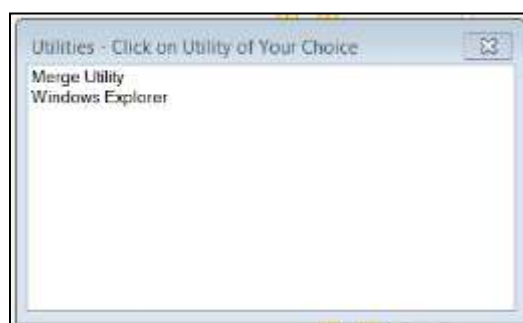 Utilities - Click on Utility of Your Choice
Merge Utility
Windows Explorer